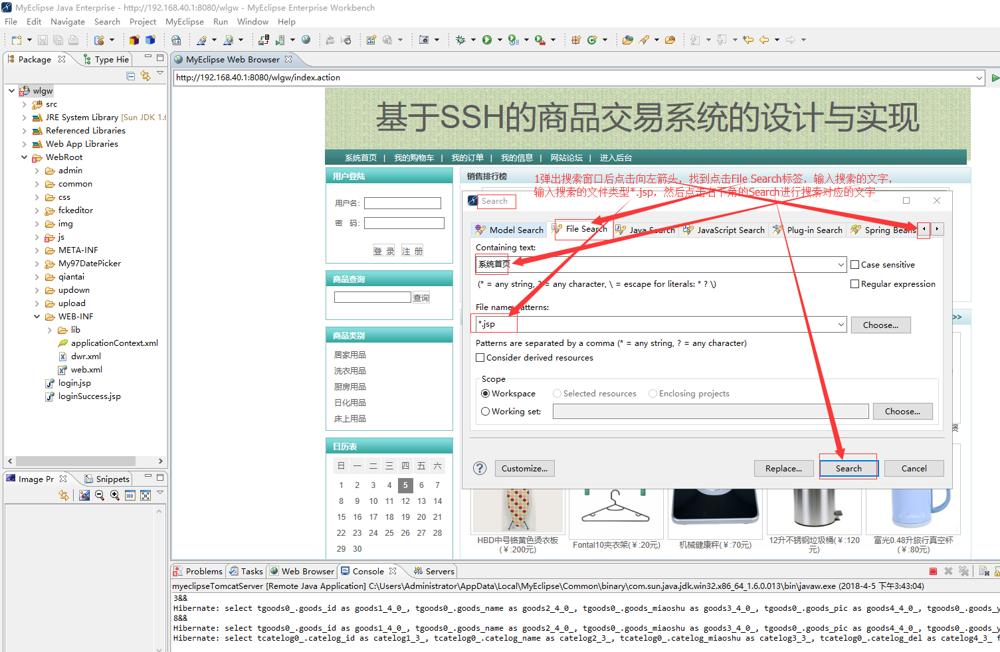 MyEclipse Java Enterprise - http://192.168.40.1:8080/wlgw - MyEclipse Enterprise Workbench
File Edit Navigate Search Project MyEclipse Run Window Help
Package
Type Hie
MyEclipse Web Browser
http://192.168.40.1:8080/wlgw/index.action
wlgw
src
JRE System Library [Sun JDK 1.6
Referenced Libraries
Web App Libraries
WebRoot
admin
common
css
fckeditor
img
js
META-INF
My97DatePicker
qiantai
updown
upload
WEB-INF
lib
applicationContext.xml
dwr.xml
web.xml
login.jsp
loginSuccess.jsp
Image Pr
Snippets
100
基于SSH的商品交易系统的设计与实现
系统首页 | 我的购物车 | 我的订单 | 我的信息 | 网站论坛 | 进入后台
用户登陆
用户名:
密 码:
登 录 注 册
商品查询
查询
商品类别
居家用品
洗衣用品
厨房用品
日化用品
床上用品
日历表
日 一 二 三 四 五 六
1 2 3 4 5 6 7
8 9 10 11 12 13 14
15 16 17 18 19 20 21
22 23 24 25 26 27 28
29 30
销售排行榜
1弹出搜索窗口后点击向左箭头，找到点击File Search标签，输入搜索的文字，
输入搜索的文件类型*.jsp，然后点击右下角的Search进行搜索对应的文字
Search
Model Search
File Search
Java Search
JavaScript Search
Plug-in Search
Spring Beans
Containing text:
系统首页
Case sensitive
(* = any string, ? = any character, \ = escape for literals: * ? \)
Regular expression
File name patterns:
*.jsp
Choose...
Patterns are separated by a comma (* = any string, ? = any character)
Consider derived resources
Scope
Workspace
Selected resources
Enclosing projects
Working set:
Choose...
Customize...
Replace...
Search
Cancel
>>
HBD中号铬黄色烫衣板
(￥:200元)
Fontal10夹衣架(￥:20元)
机械健康秤(￥:70元)
12升不锈钢垃圾桶(￥:120
元)
富光0.48升旅行真空杯
(￥:80元)
Problems
Tasks
Web Browser
Console
Servers
myeclipseTomcatServer [Remote Java Application] C:\Users\Administrator\AppData\Local\MyEclipse\Common\binary\com.sun.java.jdk.win32.x86_64_1.6.0.013\bin\javaw.exe (2018-4-5 下午3:43:04)
3&&
Hibernate: select tgoods0_.goods_id as goods1_4_0_, tgoods0_.goods_name as goods2_4_0_, tgoods0_.goods_miaoshu as goods3_4_0_, tgoods0_.goods_pic as goods4_4_0_, tgoods0_.goods_y
8&&
Hibernate: select tgoods0_.goods_id as goods1_4_0_, tgoods0_.goods_name as goods2_4_0_, tgoods0_.goods_miaoshu as goods3_4_0_, tgoods0_.goods_pic as goods4_4_0_, tgoods0_.goods_y
Hibernate: select tcatelog0_.catelog_id as catelog1_3_, tcatelog0_.catelog_name as catelog2_3_, tcatelog0_.catelog_miaoshu as catelog3_3_, tcatelog0_.catelog_del as catelog4_3_ f